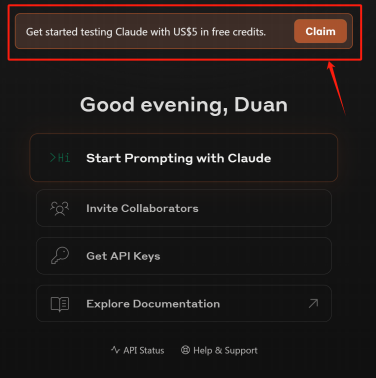 Get started testing Claude with US$5 in free credits. Claim
Good evening, Duan
>Hi Start Prompting with Claude
Invite Collaborators
Get API Keys
Explore Documentation
API Status Help & Support